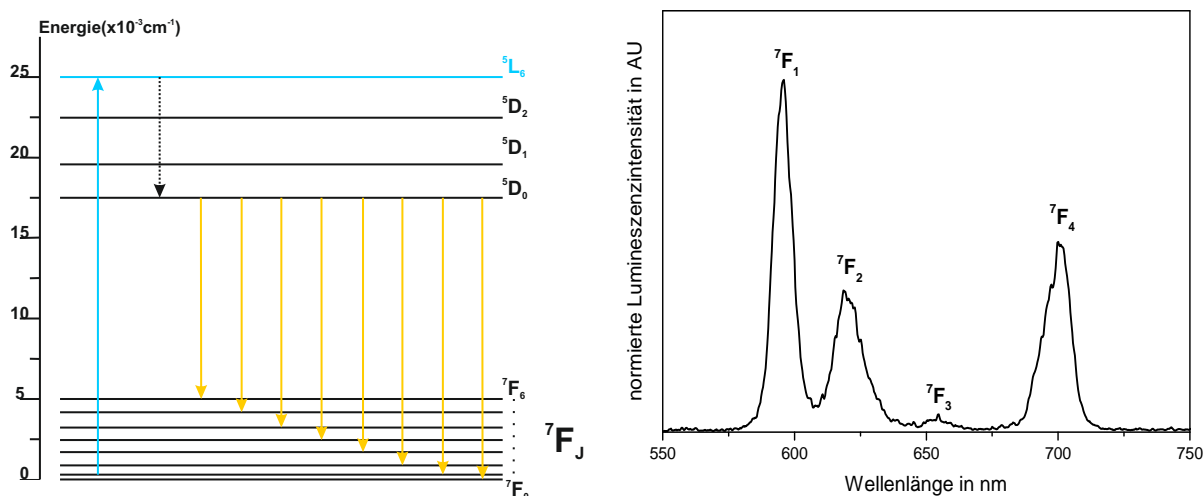 Energie(x10⁻³cm⁻¹)
25
20
15
10
5
0
⁵L₆
⁵D₂
⁵D₁
⁵D₀
⁷F₆
⁷F₀
⁷F_J
normierte Lumineszenzintensität in AU
⁷F₁
⁷F₂
⁷F₃
⁷F₄
550
600
650
700
750
Wellenlänge in nm